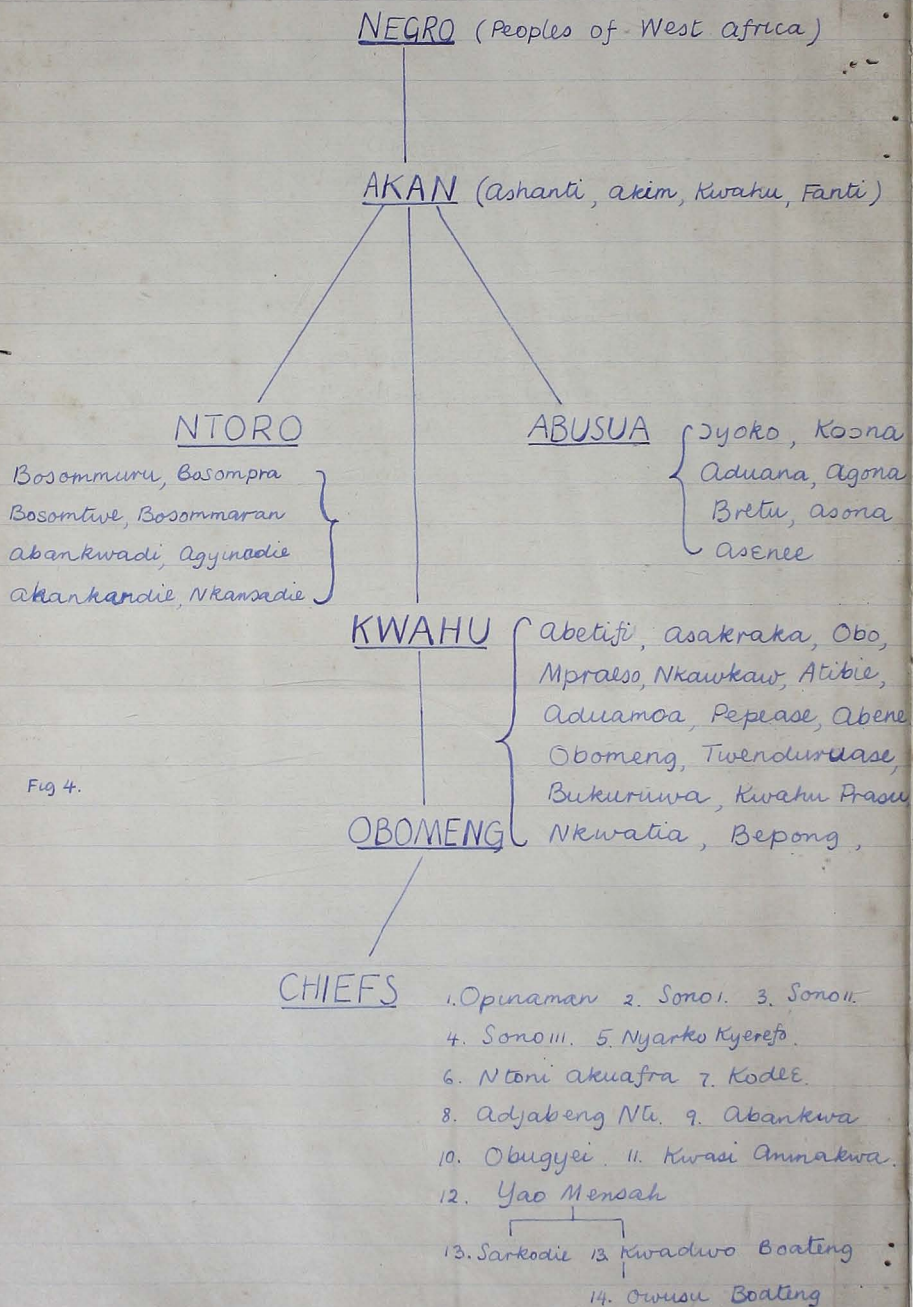 NEGRO (Peoples of West Africa)
AKAN (Ashanti, Akim, Kwahu, Fanti)
NTORO
Bosommuru, Bosompra
Bosomtwe, Bosommaram
Abankwadi, Agyinadie
Akankandie, Nkansadie
ABUSUA
Ɔyoko, Koɔna
Aduana, Agona
Bretu, Asona
Asɛnee
KWAHU
Abetifi, Asakraka, Obo,
Mpraeso, Nkawkaw, Atibie,
Aduamoa, Pepease, Abene
Obomeng, Twenduruase,
Bukuruwa, Kwahu Prasu
Nkwatia, Bepong,
Fig 4.
OBOMENG
CHIEFS
1. Opinaman 2. Sono I. 3. Sono II.
4. Sono III. 5. Nyarko Kyerefo.
6. Ntoni Akuafra 7. Kodeɛ.
8. Adjabeng Nti. 9. Abankwa
10. Obugyei 11. Kwasi Ammakwa.
12. Yao Mensah
13. Sarkodie 13. Kwadwo Boateng
14. Owusu Boateng